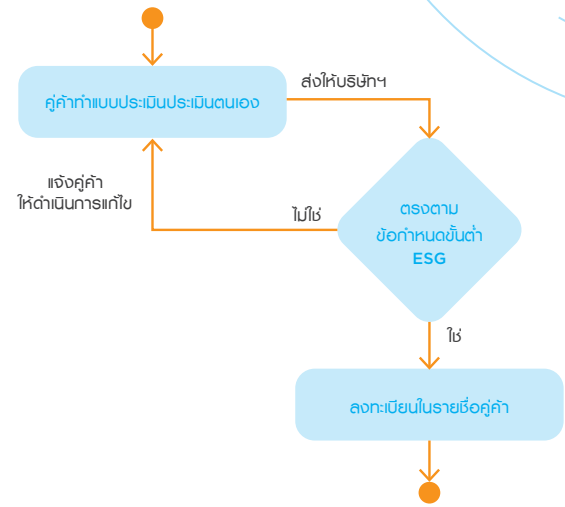 คู่ค้าทำแบบประเมินประเมินตนเอง
ส่งให้บริษัทฯ
แจ้งคู่ค้า
ให้ดำเนินการแก้ไข
ไม่ใช่
ตรงตาม
ข้อกำหนดขั้นต่ำ
ESG
ใช่
ลงทะเบียนในรายชื่อคู่ค้า